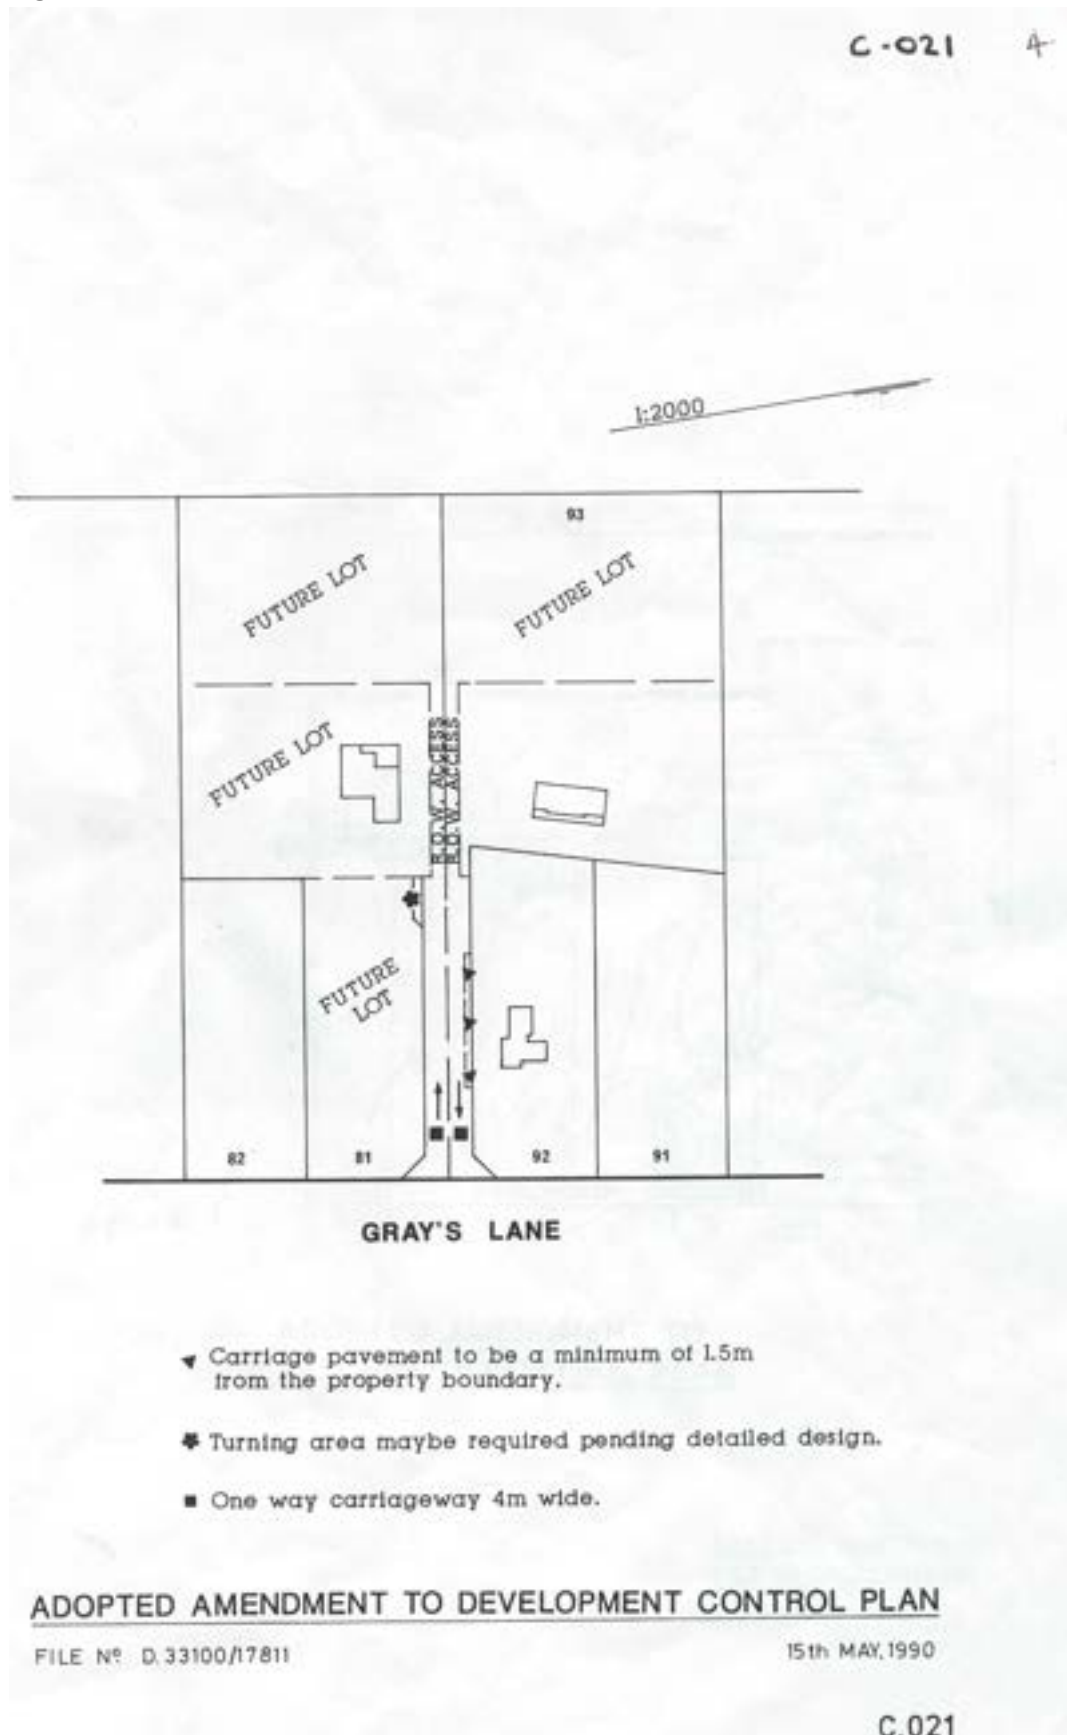 C-021 4
1:2000
93
FUTURE LOT
FUTURE LOT
FUTURE LOT
R.O.W. ACCESS
R.O.W. ACCESS
FUTURE
LOT
82
81
92
91
GRAY'S LANE
Carriage pavement to be a minimum of 1.5m
from the property boundary.
Turning area maybe required pending detailed design.
One way carriageway 4m wide.
ADOPTED AMENDMENT TO DEVELOPMENT CONTROL PLAN
FILE Nº D.33100/17811
15th MAY, 1990
C.021